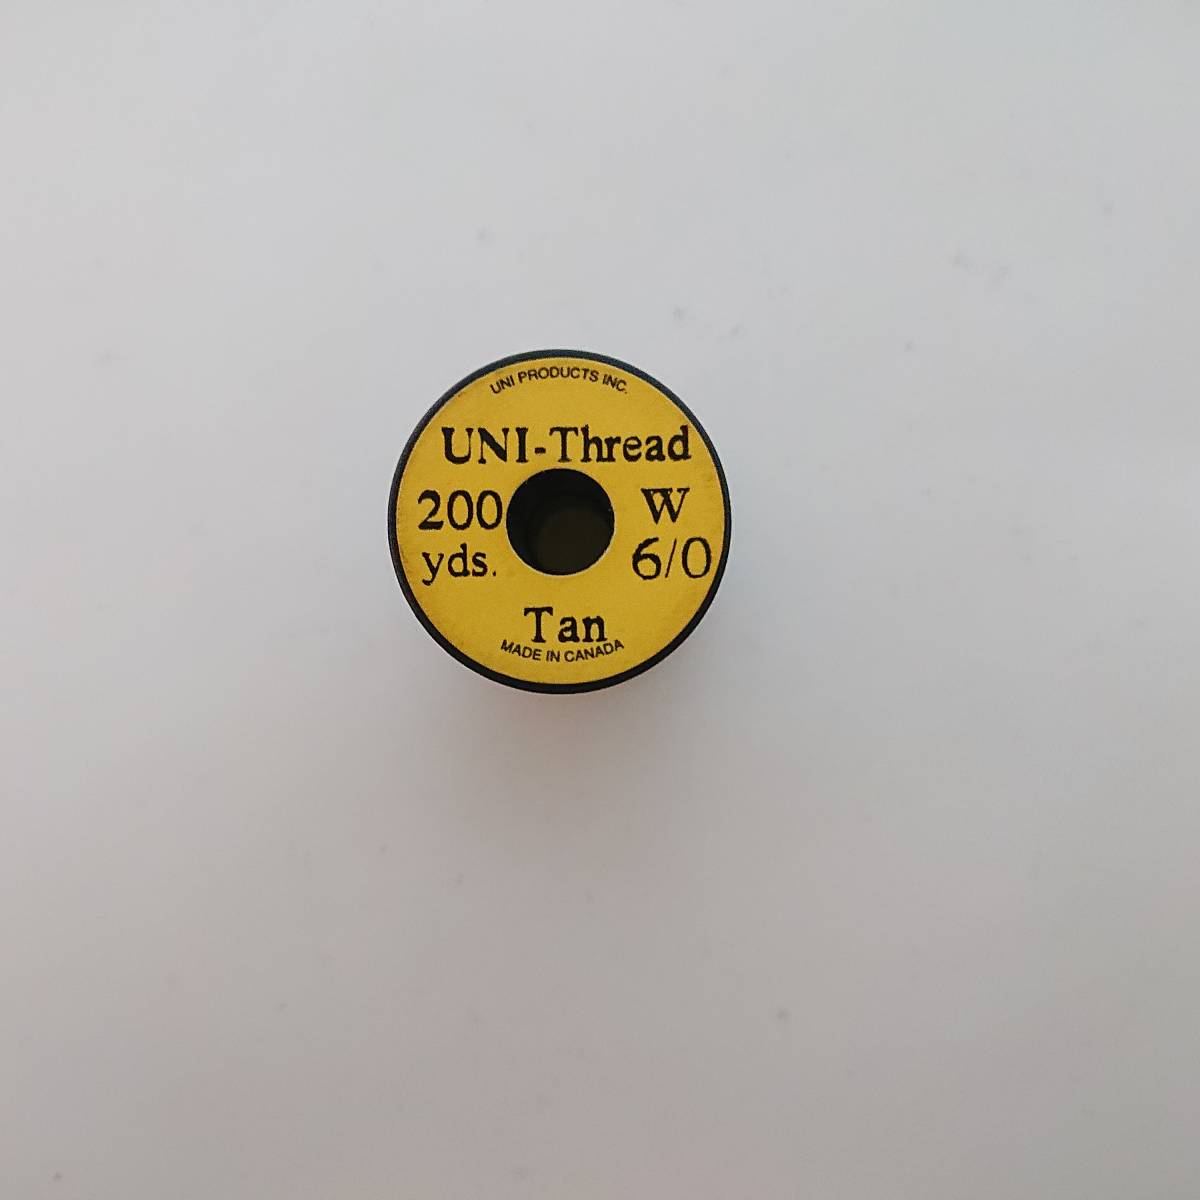 UNI PRODUCTS INC.
UNI-Thread
200 W
yds. 6/0
Tan
MADE IN CANADA